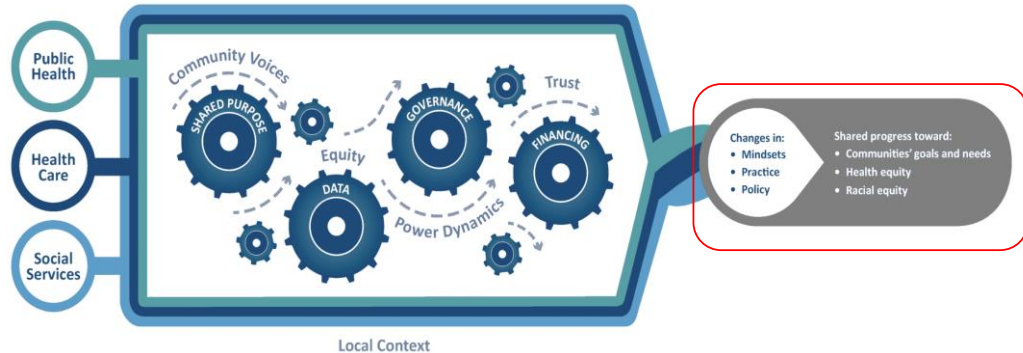 Public
Health
Health
Care
Social
Services
Community Voices
SHARED PURPOSE
Equity
DATA
GOVERNANCE
Power Dynamics
Trust
FINANCING
Local Context
Changes in:
• Mindsets
• Practice
• Policy
Shared progress toward:
• Communities' goals and needs
• Health equity
• Racial equity